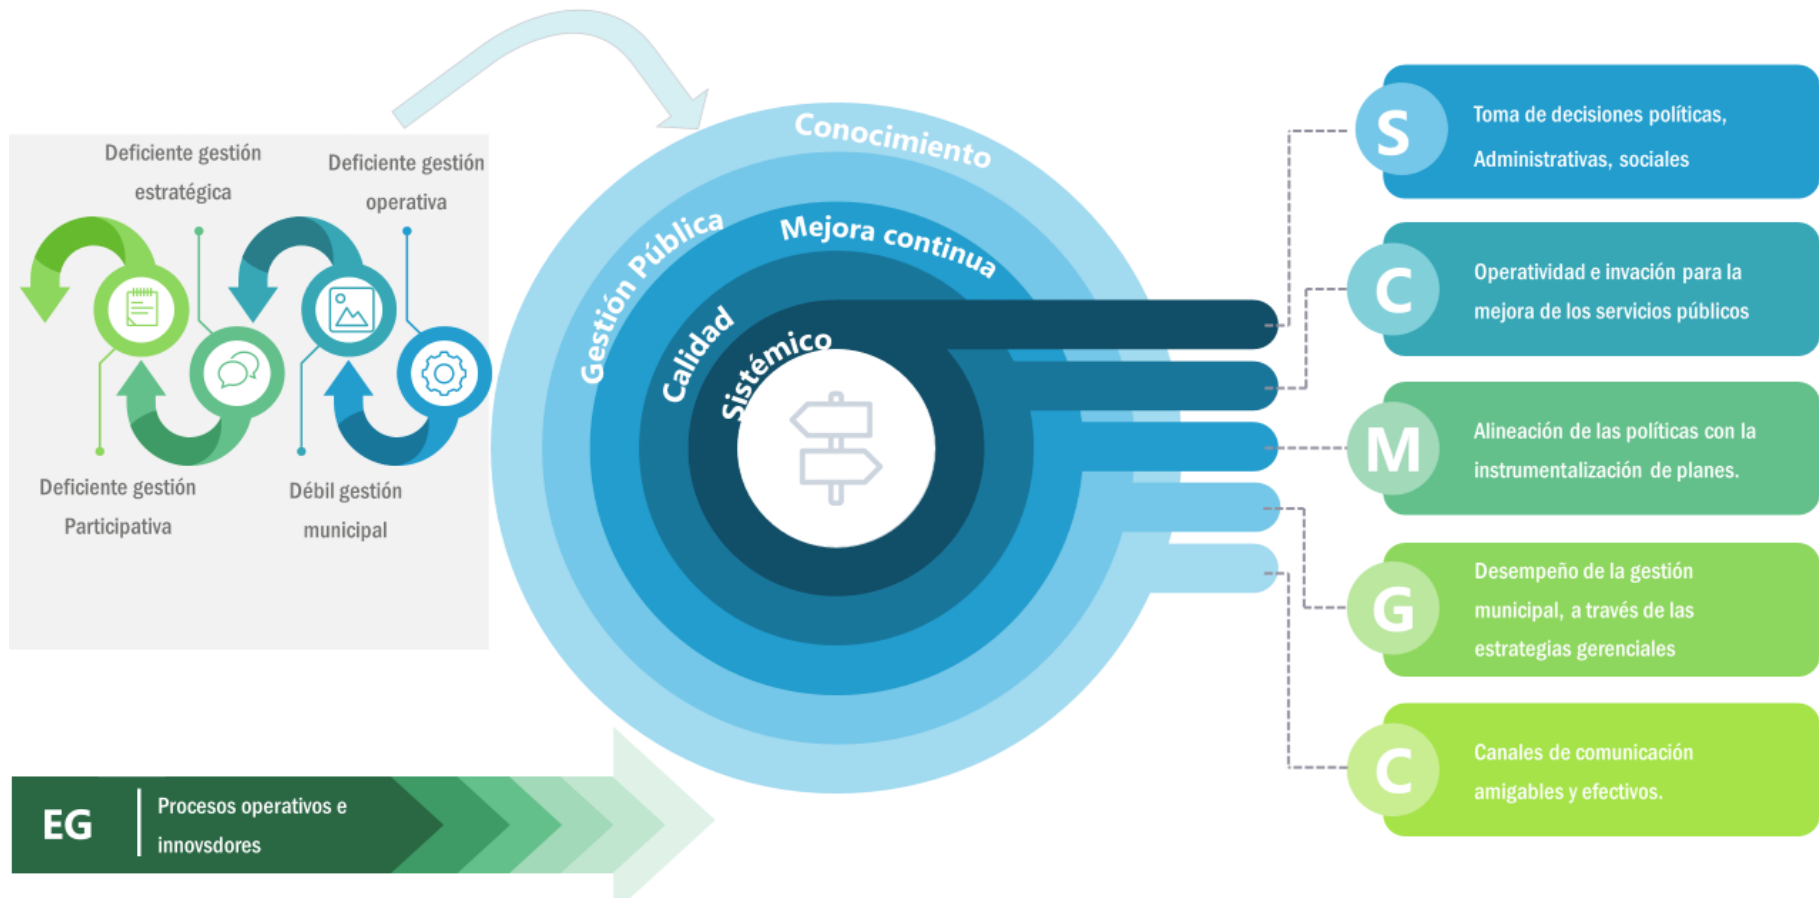 Deficiente gestión
estratégica
Deficiente gestión
operativa
Deficiente gestión
Participativa
Débil gestión
municipal
Conocimiento
Gestión Pública
Mejora continua
Calidad
Sistémico
S
Toma de decisiones políticas,
Administrativas, sociales
C
Operatividad e invación para la
mejora de los servicios públicos
M
Alineación de las políticas con la
instrumentalización de planes.
G
Desempeño de la gestión
municipal, a través de las
estrategias gerenciales
C
Canales de comunicación
amigables y efectivos.
EG
Procesos operativos e
innovsdores